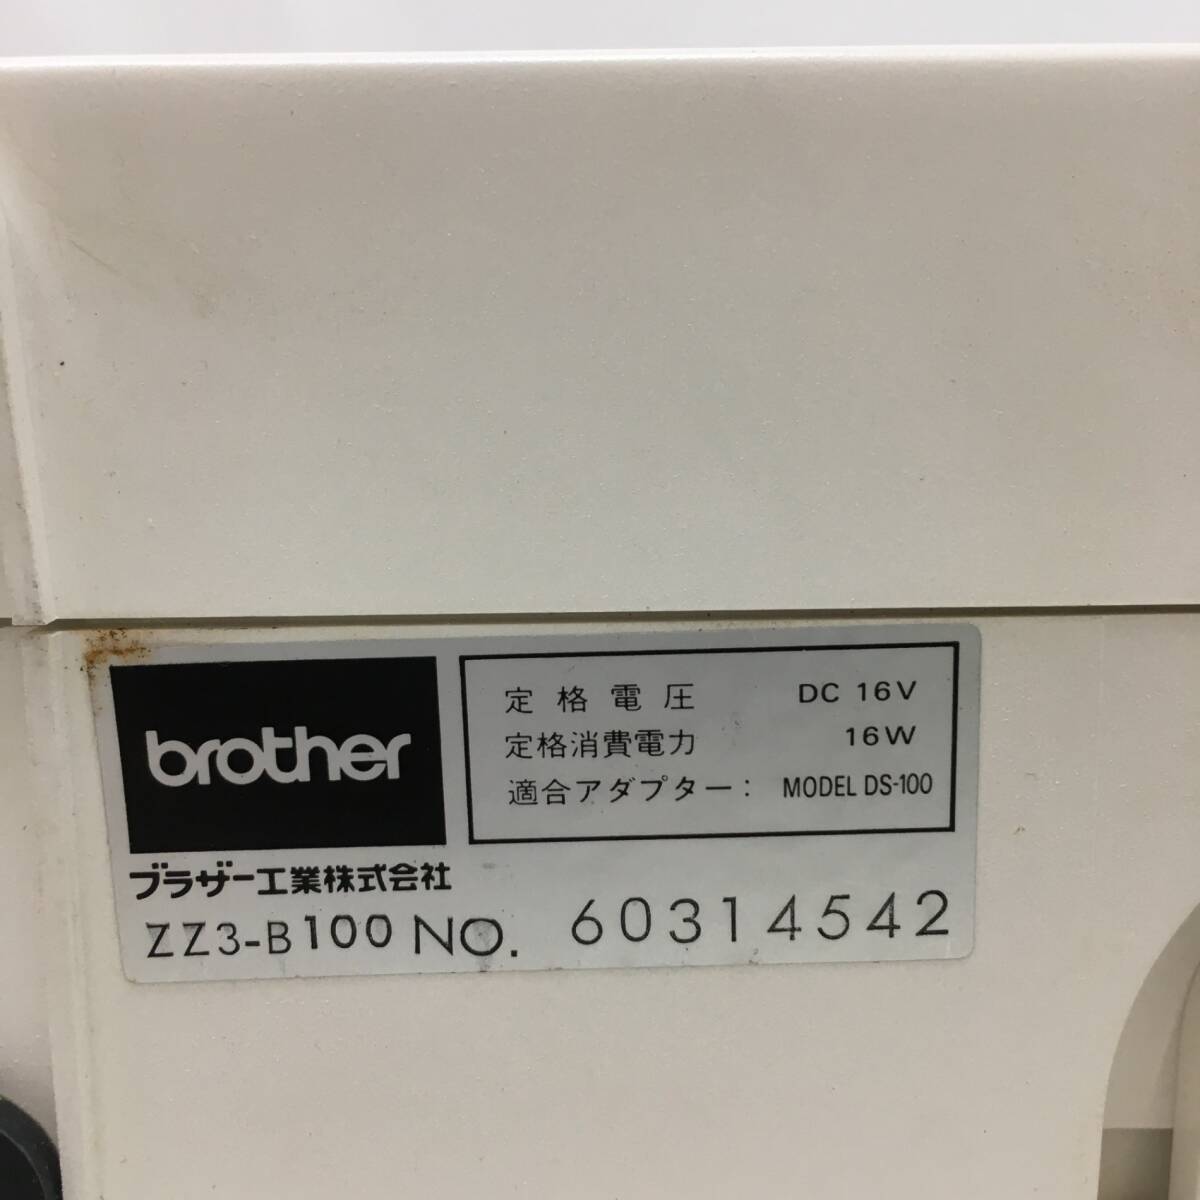 brother
定格電圧 DC 16V
定格消費電力 16W
適合アダプター： MODEL DS-100
ブラザー工業株式会社
ZZ3-B100 NO. 60314542